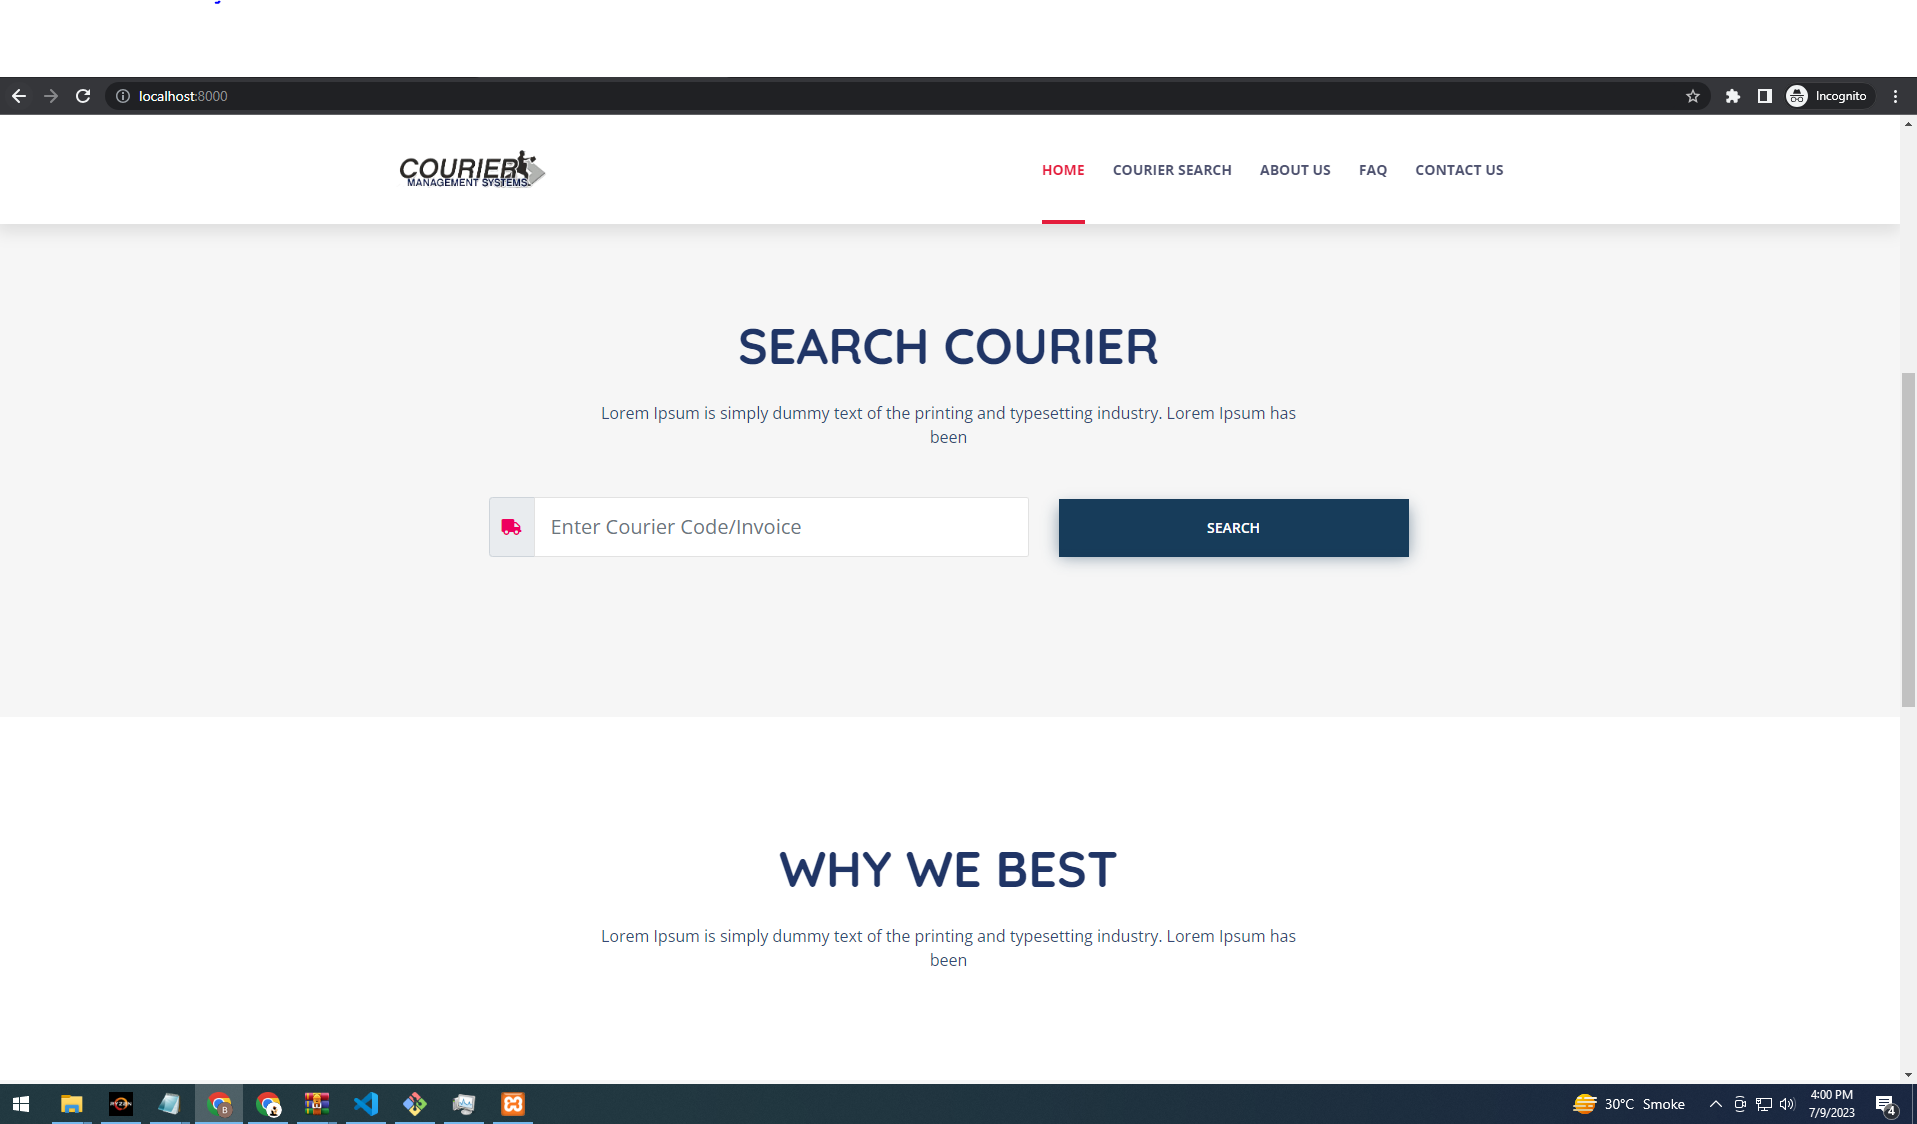 localhost:8000
Incognito
COURIER
MANAGEMENT SYSTEMS.
HOME COURIER SEARCH ABOUT US FAQ CONTACT US
SEARCH COURIER
Lorem Ipsum is simply dummy text of the printing and typesetting industry. Lorem Ipsum has
been
Enter Courier Code/Invoice
SEARCH
WHY WE BEST
Lorem Ipsum is simply dummy text of the printing and typesetting industry. Lorem Ipsum has
been
RYZEN
B
30°C Smoke
4:00 PM
7/9/2023
4